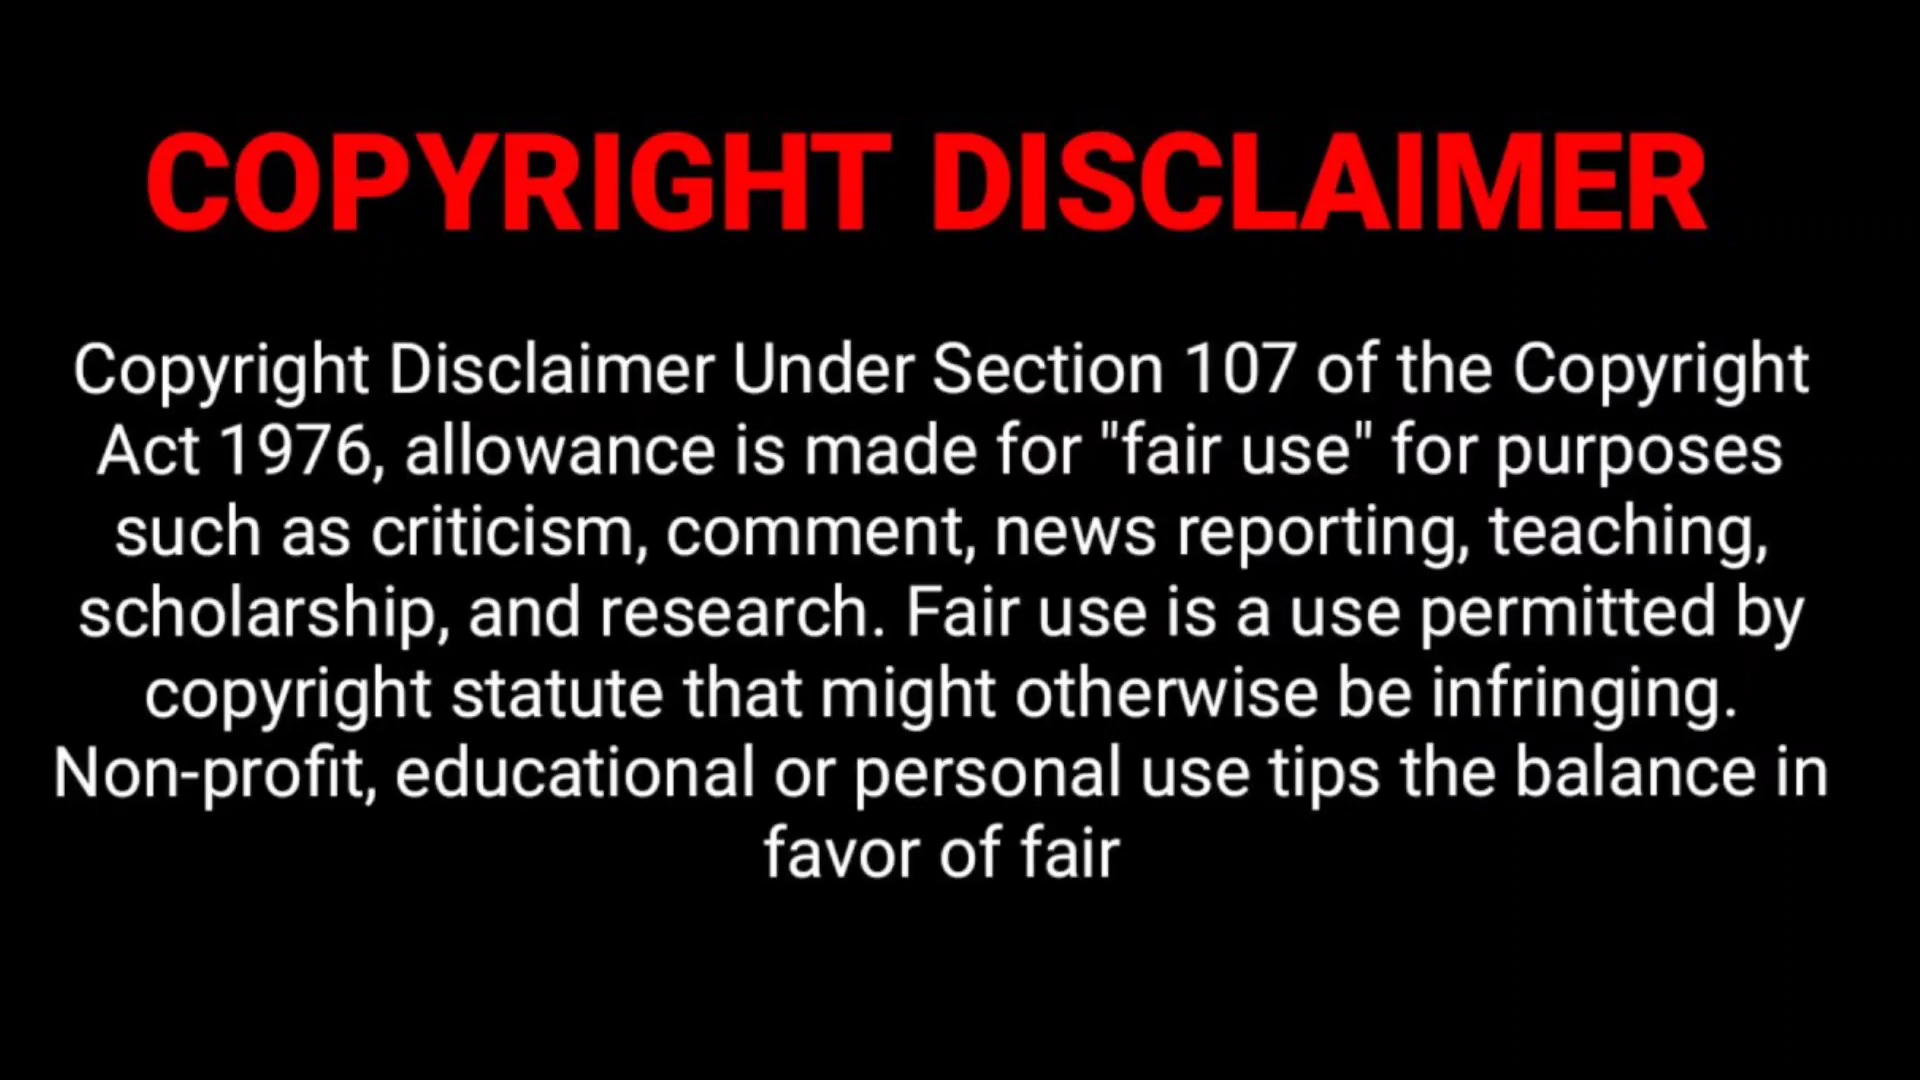 COPYRIGHT DISCLAIMER
Copyright Disclaimer Under Section 107 of the Copyright
Act 1976, allowance is made for "fair use" for purposes
such as criticism, comment, news reporting, teaching,
scholarship, and research. Fair use is a use permitted by
copyright statute that might otherwise be infringing.
Non-profit, educational or personal use tips the balance in
favor of fair